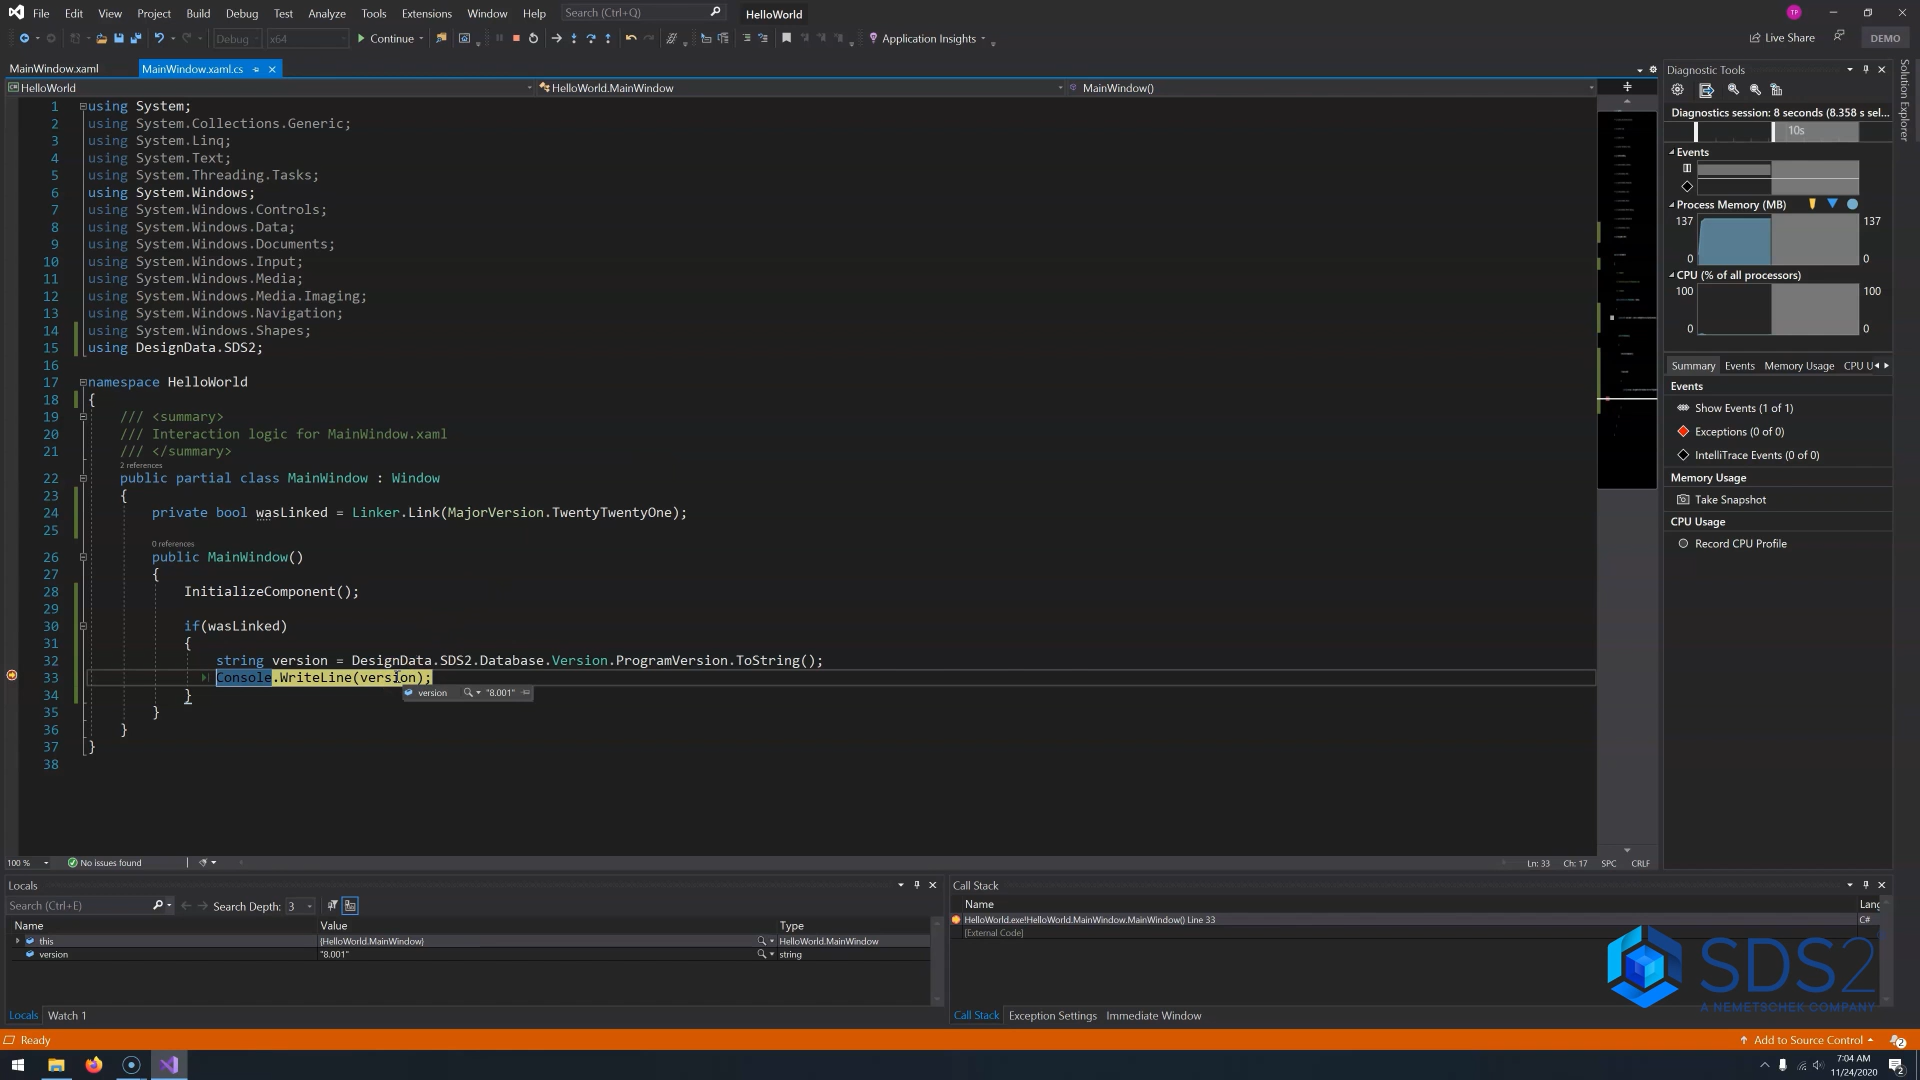 File Edit View Project Build Debug Test Analyze Tools Extensions Window Help Search (Ctrl+Q) HelloWorld TP
Debug x64 Continue Application Insights Live Share DEMO
MainWindow.xaml MainWindow.xaml.cs
HelloWorld HelloWorld.MainWindow MainWindow()
1 using System;
2 using System.Collections.Generic;
3 using System.Linq;
4 using System.Text;
5 using System.Threading.Tasks;
6 using System.Windows;
7 using System.Windows.Controls;
8 using System.Windows.Data;
9 using System.Windows.Documents;
10 using System.Windows.Input;
11 using System.Windows.Media;
12 using System.Windows.Media.Imaging;
13 using System.Windows.Navigation;
14 using System.Windows.Shapes;
15 using DesignData.SDS2;
16
17 namespace HelloWorld
18 {
19 /// <summary>
20 /// Interaction logic for MainWindow.xaml
21 /// </summary>
2 references
22 public partial class MainWindow : Window
23 {
24 private bool wasLinked = Linker.Link(MajorVersion.TwentyTwentyOne);
25
0 references
26 public MainWindow()
27 {
28 InitializeComponent();
29
30 if(wasLinked)
31 {
32 string version = DesignData.SDS2.Database.Version.ProgramVersion.ToString();
33 Console.WriteLine(version);
34 }
version "8.001"
35 }
36 }
37 }
38
100 % No issues found Ln: 33 Ch: 17 SPC CRLF
Diagnostic Tools
Diagnostics session: 8 seconds (8.358 s sel...
10s
Events
Process Memory (MB)
137 137
0 0
CPU (% of all processors)
100 100
0 0
Summary Events Memory Usage CPU U
Events
Show Events (1 of 1)
Exceptions (0 of 0)
IntelliTrace Events (0 of 0)
Memory Usage
Take Snapshot
CPU Usage
Record CPU Profile
Solution Explorer
Locals
Search (Ctrl+E) Search Depth: 3
Name Value Type
this {HelloWorld.MainWindow} HelloWorld.MainWindow
version "8.001" string
Locals Watch 1
Call Stack
Name Lang
HelloWorld.exe!HelloWorld.MainWindow.MainWindow() Line 33 C#
[External Code]
Call Stack Exception Settings Immediate Window
SDS2
A NEMETSCHEK COMPANY
Ready Add to Source Control 2
7:04 AM
11/24/2020 2